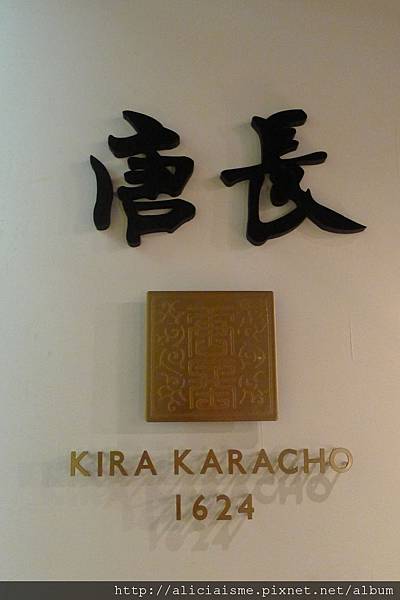 唐長
KIRA KARACHO
1624
http://aliciaisme.pixnet.net/album